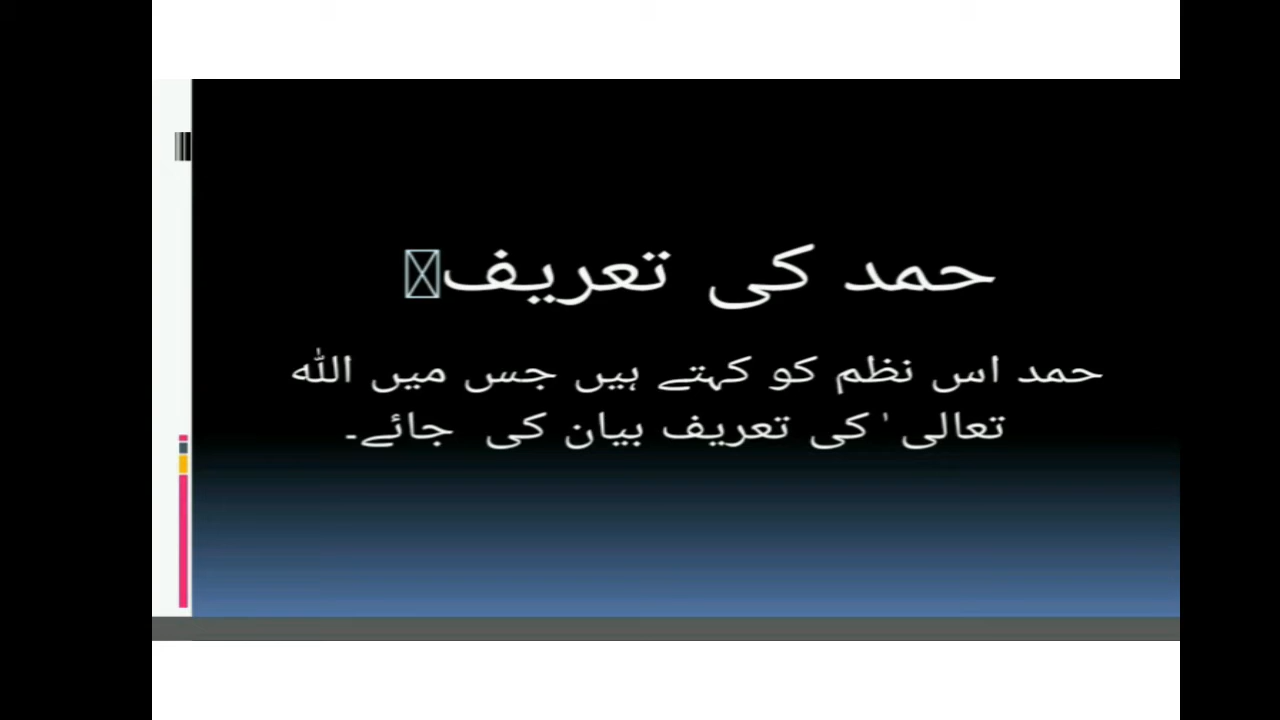 حمد کی تعریف
حمد اس نظم کو کہتے ہیں جس میں اللہ
تعالی ٰ کی تعریف بیان کی جائے۔